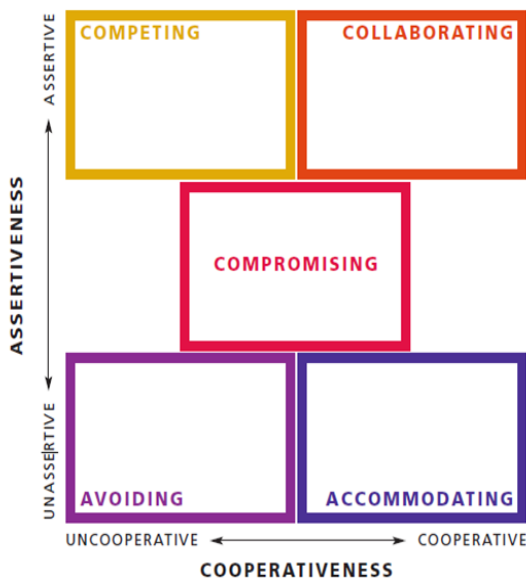 COMPETING
COLLABORATING
ASSERTIVE
ASSERTIVENESS
COMPROMISING
UNASSERTIVE
AVOIDING
ACCOMMODATING
UNCOOPERATIVE
COOPERATIVE
COOPERATIVENESS